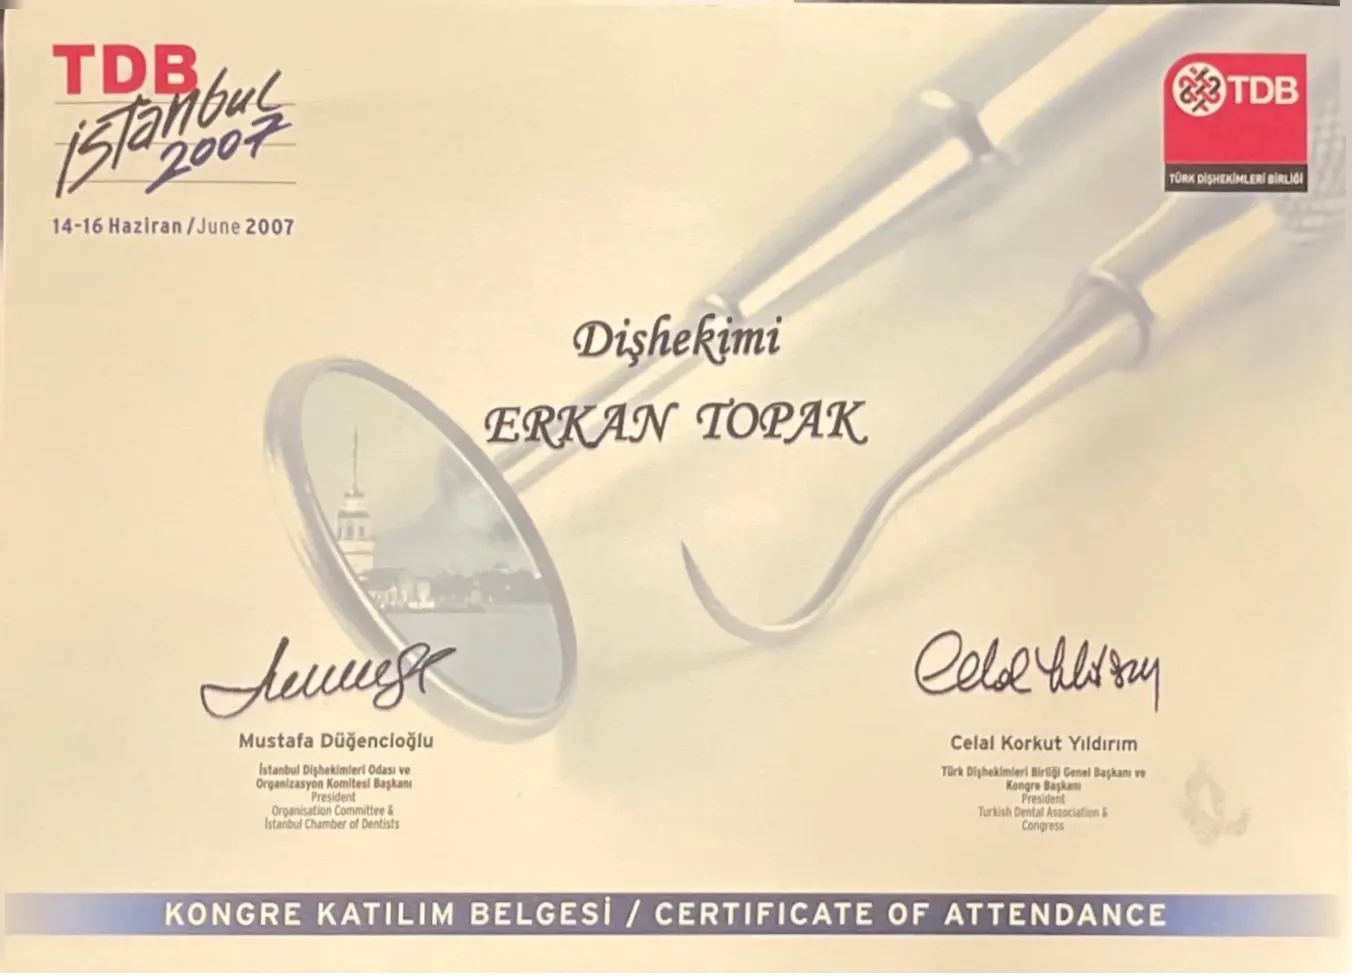 TDB
istanbul
2007
14-16 Haziran / June 2007
TDB
TÜRK DİŞHEKİMLERİ BİRLİĞİ
Dişhekimi
ERKAN TOPAK
Mustafa Düğencioğlu
İstanbul Dişhekimleri Odası ve
Organizasyon Komitesi Başkanı
President
Organisation Committee &
İstanbul Chamber of Dentists
Celal Korkut Yıldırım
Türk Dişhekimleri Birliği Genel Başkanı ve
Kongre Başkanı
President
Turkish Dental Association &
Congress
KONGRE KATILIM BELGESİ / CERTIFICATE OF ATTENDANCE